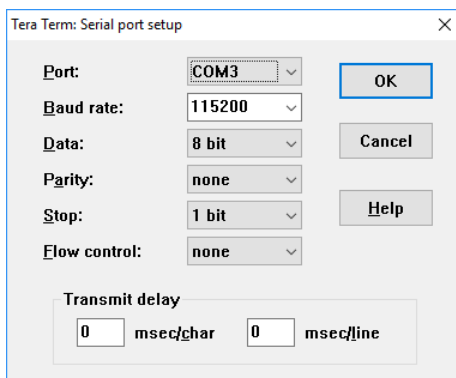 Tera Term: Serial port setup
Port: COM3 OK
Baud rate: 115200
Data: 8 bit Cancel
Parity: none
Stop: 1 bit Help
Flow control: none
Transmit delay
0 msec/char 0 msec/line